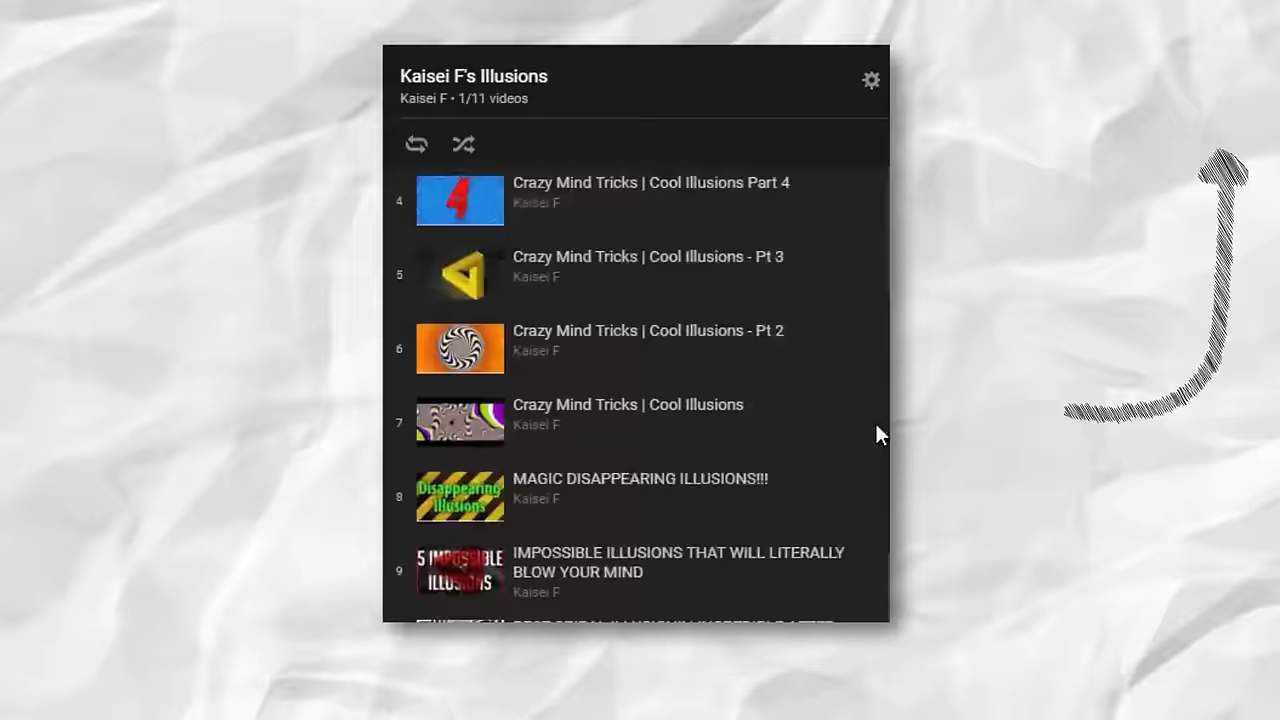 Kaisei F's Illusions
Kaisei F • 1/11 videos
4
4
Crazy Mind Tricks | Cool Illusions Part 4
Kaisei F
5
Crazy Mind Tricks | Cool Illusions - Pt 3
Kaisei F
6
Crazy Mind Tricks | Cool Illusions - Pt 2
Kaisei F
7
Crazy Mind Tricks | Cool Illusions
Kaisei F
8
Disappearing
Illusions
MAGIC DISAPPEARING ILLUSIONS!!!
Kaisei F
9
5 IMPOSSIBLE
ILLUSIONS
IMPOSSIBLE ILLUSIONS THAT WILL LITERALLY
BLOW YOUR MIND
Kaisei F